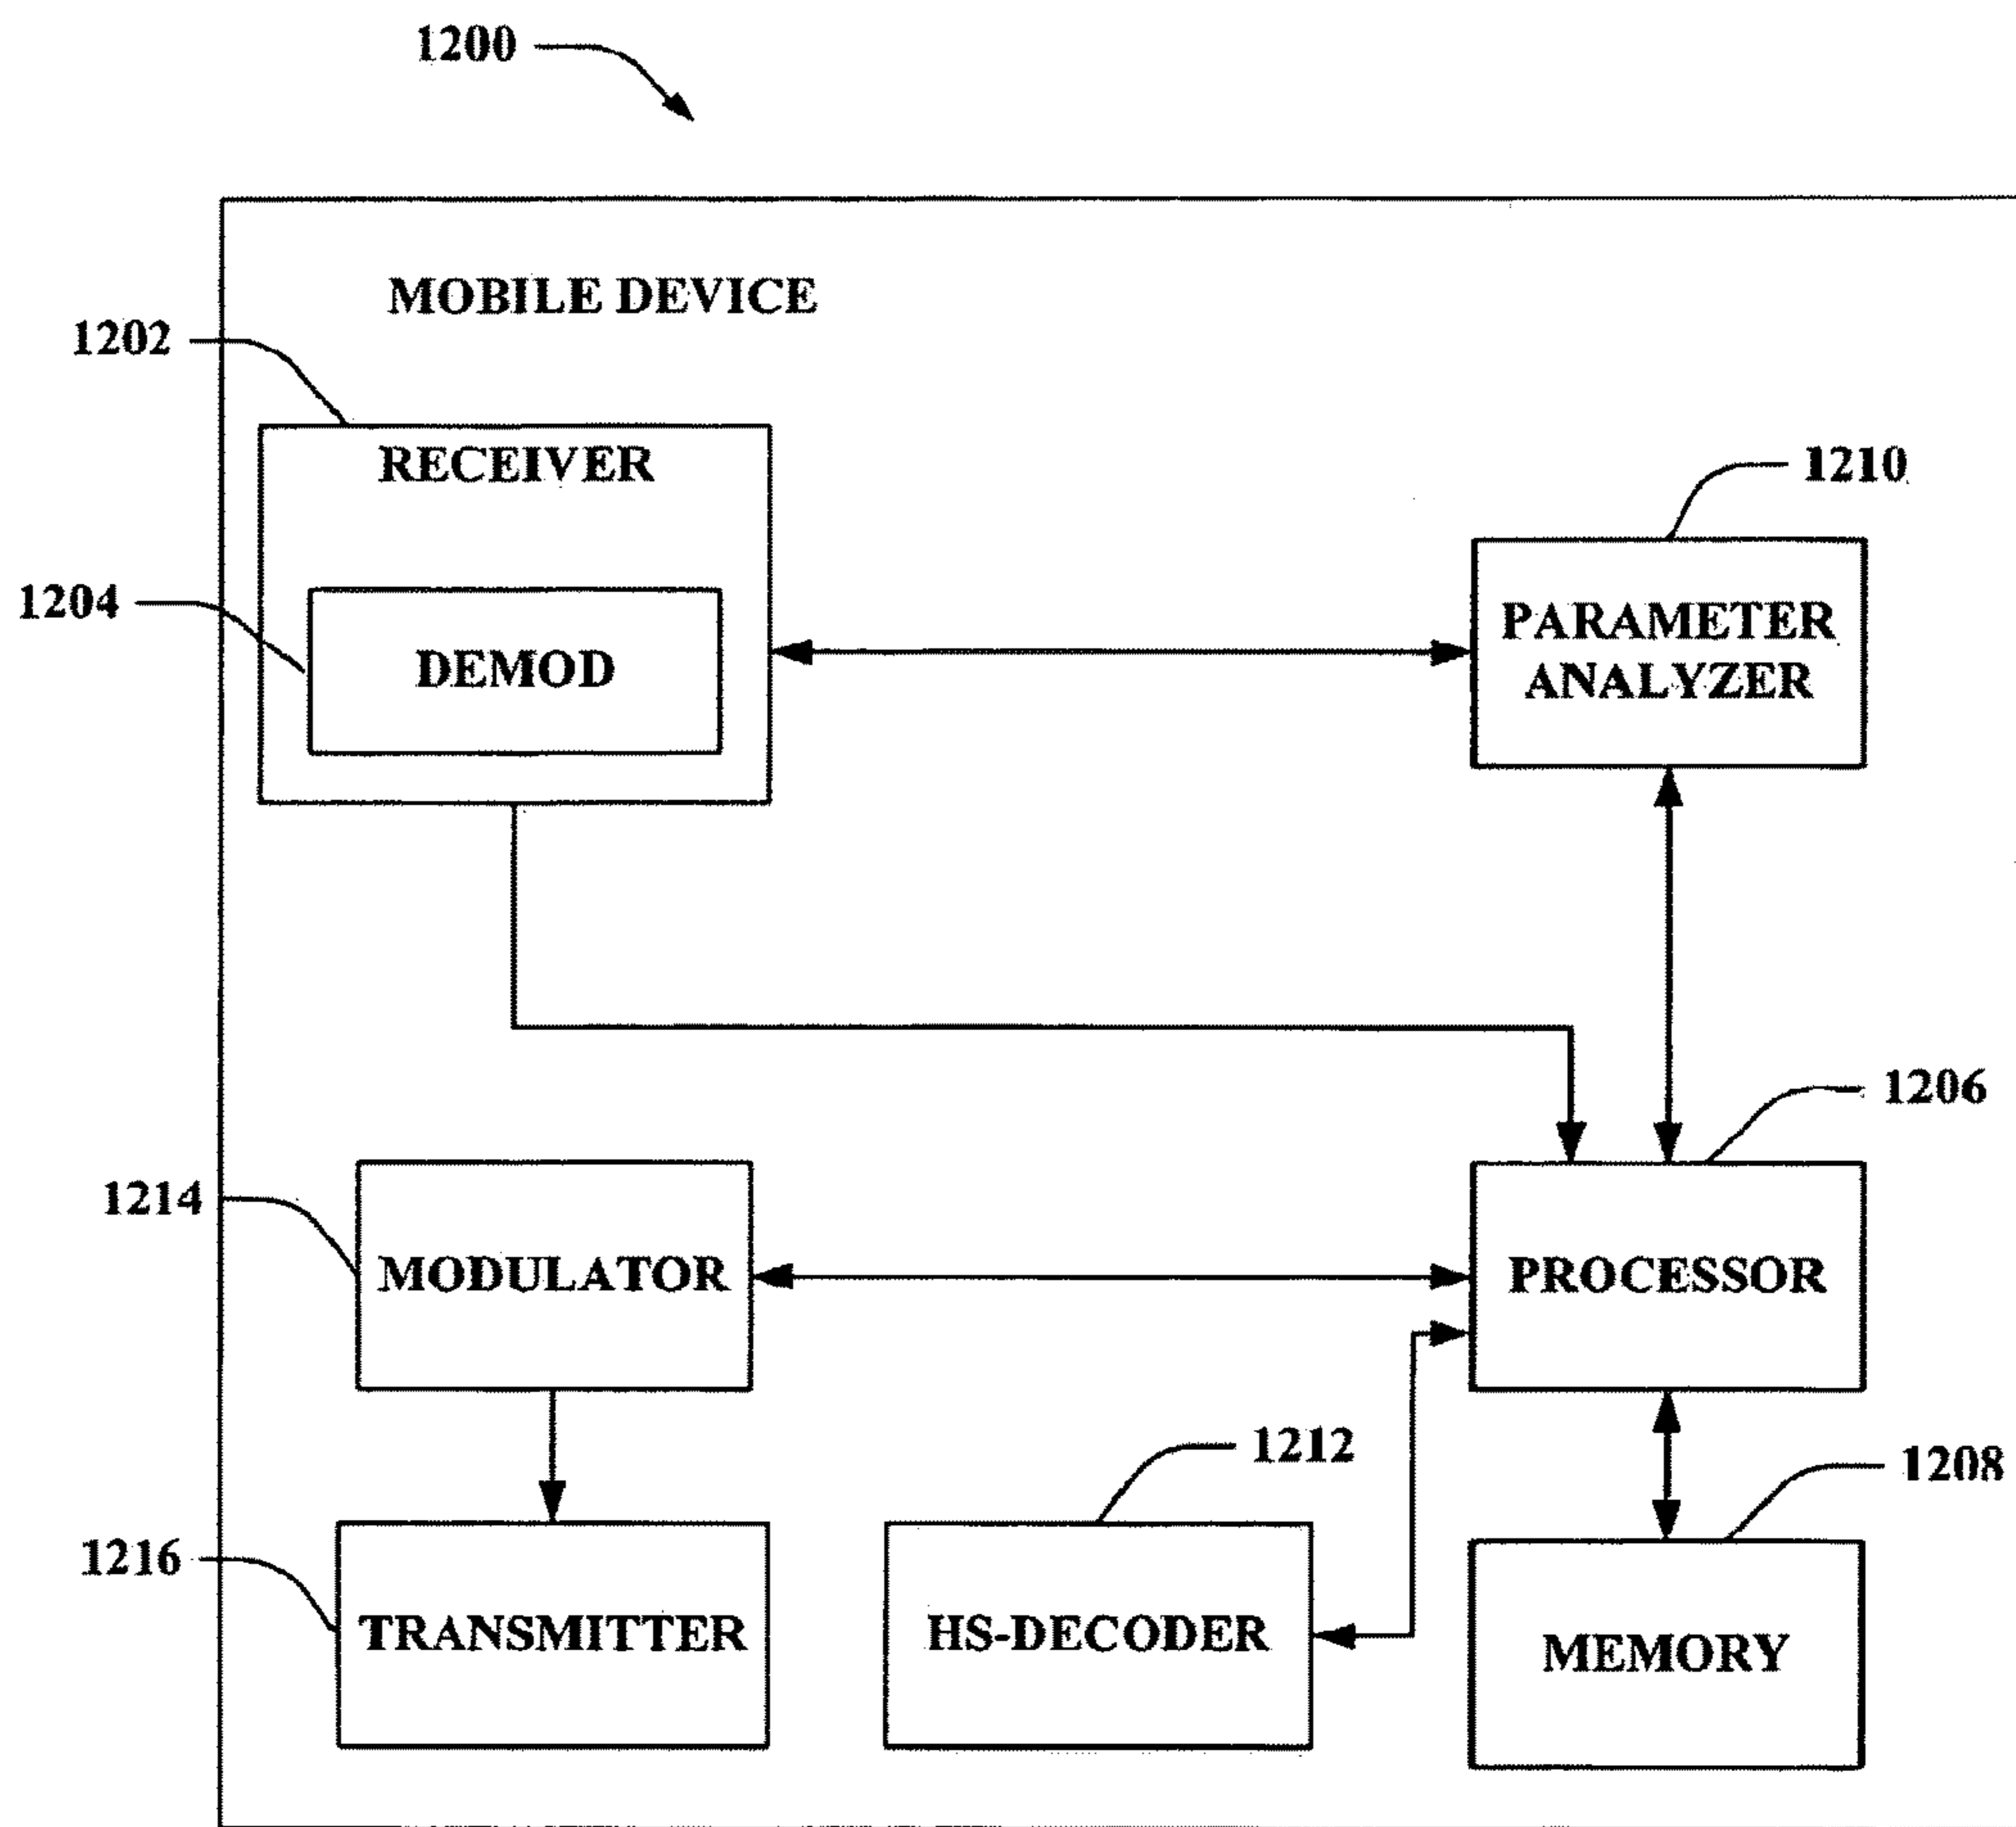 1200
MOBILE DEVICE
1202
RECEIVER
1210
1204
DEMOD
PARAMETER
ANALYZER
1206
1214
MODULATOR
PROCESSOR
1212
1208
1216
TRANSMITTER
HS-DECODER
MEMORY